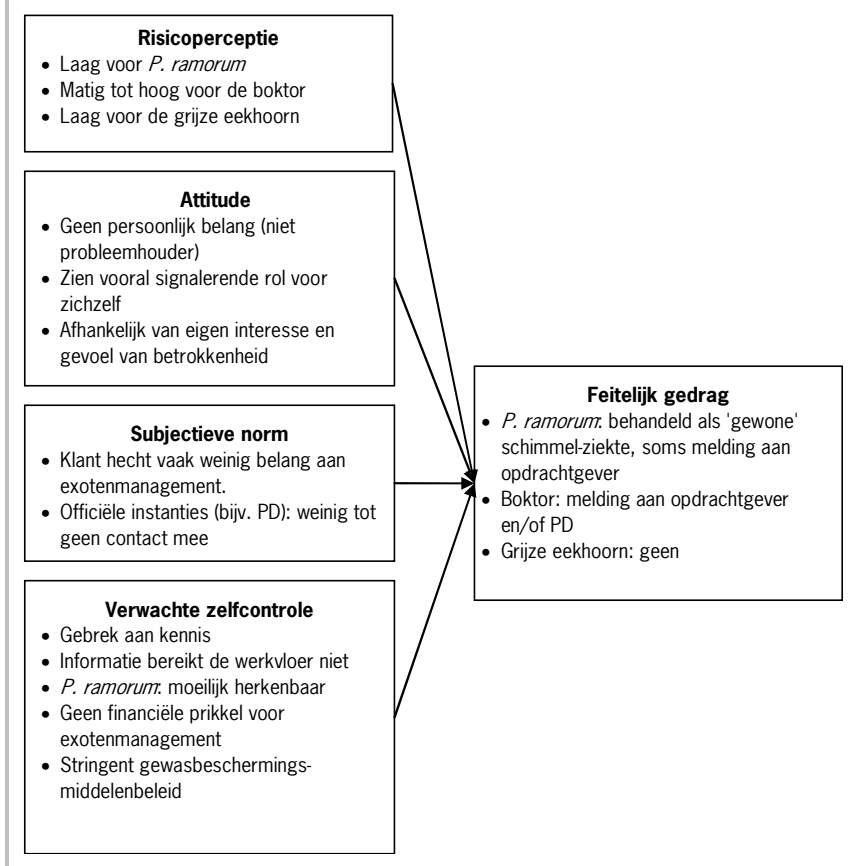 Risicoperceptie
• Laag voor P. ramorum
• Matig tot hoog voor de boktor
• Laag voor de grijze eekhoorn
Attitude
• Geen persoonlijk belang (niet
probleemhouder)
• Zien vooral signalerende rol voor
zichzelf
• Afhankelijk van eigen interesse en
gevoel van betrokkenheid
Subjectieve norm
• Klant hecht vaak weinig belang aan
exotenmanagement.
• Officiële instanties (bijv. PD): weinig tot
geen contact mee
Verwachte zelfcontrole
• Gebrek aan kennis
• Informatie bereikt de werkvloer niet
• P. ramorum: moeilijk herkenbaar
• Geen financiële prikkel voor
exotenmanagement
• Stringent gewasbeschermings-
middelenbeleid
Feitelijk gedrag
• P. ramorum: behandeld als 'gewone'
schimmel-ziekte, soms melding aan
opdrachtgever
• Boktor: melding aan opdrachtgever
en/of PD
• Grijze eekhoorn: geen